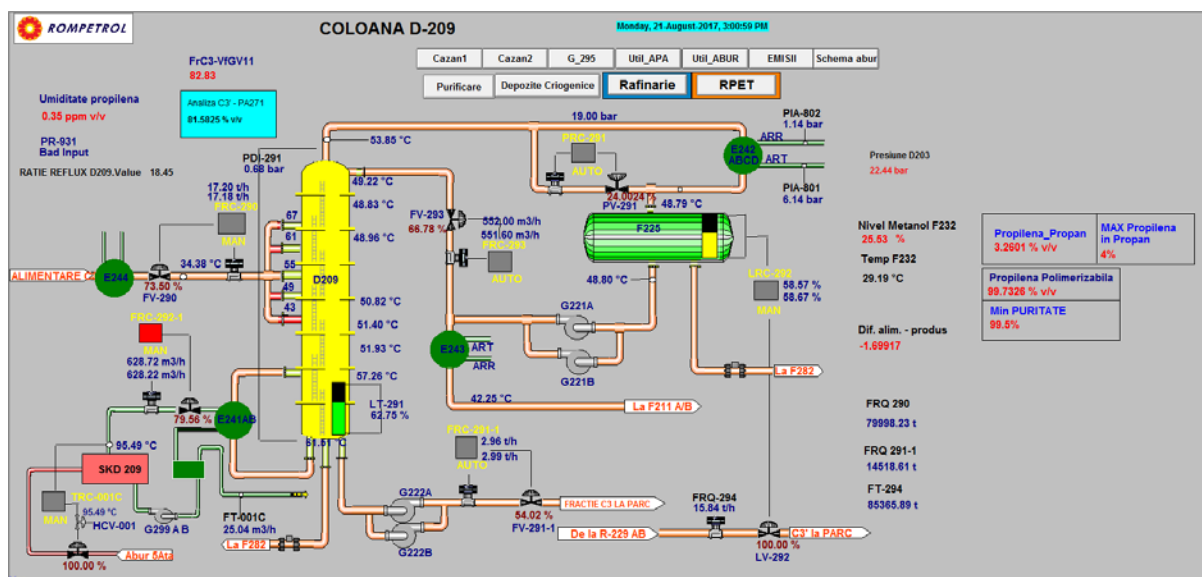 ROMPETROL
COLOANA D-209
Monday, 21-August-2017, 3:00:59 PM
Cazan1
Cazan2
G_295
Util_APA
Util_ABUR
EMISII
Schema abur
Purificare
Depozite Criogenice
Rafinarie
RPET
FrC3-VfGV11
82.83
Umiditate propilena
0.35 ppm v/v
Analiza C3' - PA271
81.5825 % v/v
PR-931
Bad Input
RATIE REFLUX D209.Value 18.45
PDI-291
0.68 bar
53.85 °C
19.00 bar
PRC-291
AUTO
24.0024 %
PV-291
48.79 °C
E242
ABCD
PIA-802
1.14 bar
ARR
ART
PIA-801
6.14 bar
Presiune D203
22.44 bar
17.20 t/h
17.18 t/h
FRC-290
MAN
49.22 °C
48.83 °C
48.96 °C
50.82 °C
51.40 °C
51.93 °C
57.26 °C
67
61
55
49
43
D209
FV-293
66.78 %
552.00 m3/h
551.60 m3/h
FRC-293
AUTO
F225
48.80 °C
LRC-292
58.57 %
58.67 %
MAN
Nivel Metanol F232
25.53 %
Temp F232
29.19 °C
Propilena_Propan
3.2601 % v/v
MAX Propilena
in Propan
4%
Propilena Polimerizabila
99.7326 % v/v
Min PURITATE
99.5%
Dif. alim. - produs
-1.69917
ALIMENTARE C
E244
34.38 °C
73.50 %
FV-290
FRC-293-1
MAN
628.72 m3/h
628.22 m3/h
79.56 %
E241AB
G221A
G221B
E243
ART
ARR
42.25 °C
La F211 A/B
La F282
LT-291
62.75 %
61.51 °C
95.49 °C
SKD 209
TRC-001C
MAN
95.49 °C
HCV-001
G299 A B
100.00 %
Abur 6Ata
FT-001C
25.04 m3/h
La F282
G222A
G222B
FRC-291-1
AUTO
2.96 t/h
2.99 t/h
54.02 %
FV-291-1
FRACTIE C3 LA PARC
De la R-229 AB
FRQ-294
15.84 t/h
100.00 %
LV-292
C3' la PARC
FRQ 290
79998.23 t
FRQ 291-1
14518.61 t
FT-294
85365.89 t